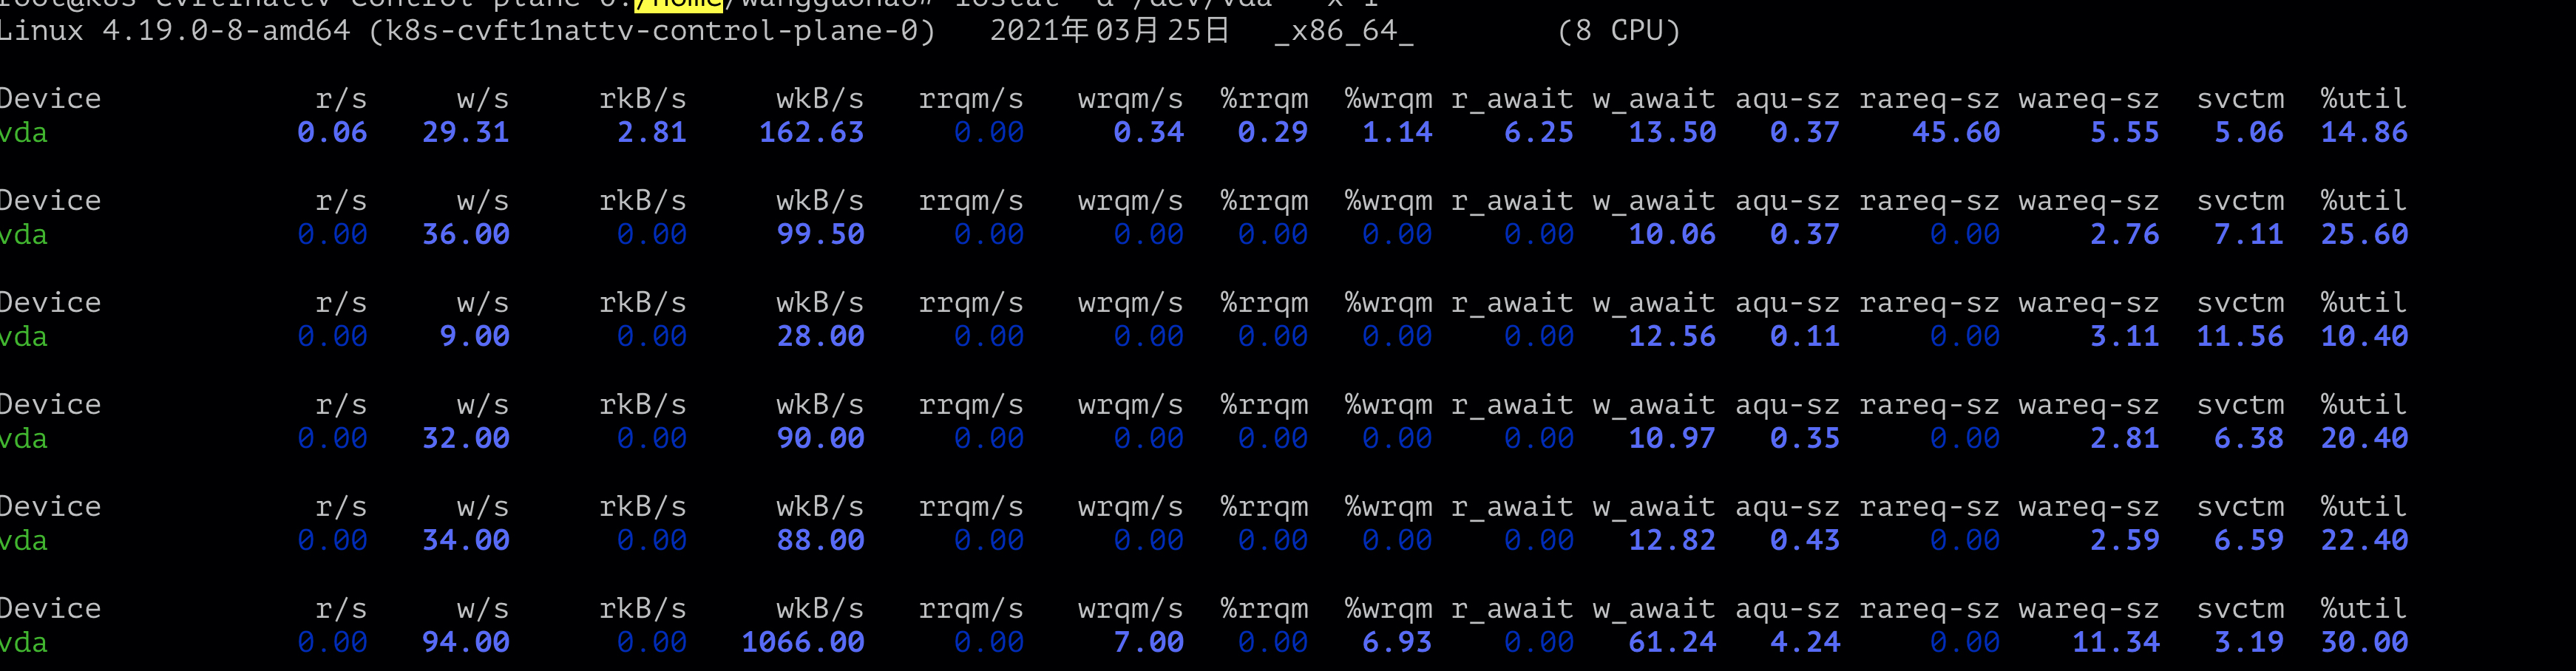 root@k8s-cvft1nattv-control-plane-0:/home/wangguohao# iostat -d /dev/vda -x 1
Linux 4.19.0-8-amd64 (k8s-cvft1nattv-control-plane-0) 2021年03月25日 _x86_64_ (8 CPU)
Device r/s w/s rkB/s wkB/s rrqm/s wrqm/s %rrqm %wrqm r_await w_await aqu-sz rareq-sz wareq-sz svctm %util
vda 0.06 29.31 2.81 162.63 0.00 0.34 0.29 1.14 6.25 13.50 0.37 45.60 5.55 5.06 14.86
Device r/s w/s rkB/s wkB/s rrqm/s wrqm/s %rrqm %wrqm r_await w_await aqu-sz rareq-sz wareq-sz svctm %util
vda 0.00 36.00 0.00 99.50 0.00 0.00 0.00 0.00 0.00 10.06 0.37 0.00 2.76 7.11 25.60
Device r/s w/s rkB/s wkB/s rrqm/s wrqm/s %rrqm %wrqm r_await w_await aqu-sz rareq-sz wareq-sz svctm %util
vda 0.00 9.00 0.00 28.00 0.00 0.00 0.00 0.00 0.00 12.56 0.11 0.00 3.11 11.56 10.40
Device r/s w/s rkB/s wkB/s rrqm/s wrqm/s %rrqm %wrqm r_await w_await aqu-sz rareq-sz wareq-sz svctm %util
vda 0.00 32.00 0.00 90.00 0.00 0.00 0.00 0.00 0.00 10.97 0.35 0.00 2.81 6.38 20.40
Device r/s w/s rkB/s wkB/s rrqm/s wrqm/s %rrqm %wrqm r_await w_await aqu-sz rareq-sz wareq-sz svctm %util
vda 0.00 34.00 0.00 88.00 0.00 0.00 0.00 0.00 0.00 12.82 0.43 0.00 2.59 6.59 22.40
Device r/s w/s rkB/s wkB/s rrqm/s wrqm/s %rrqm %wrqm r_await w_await aqu-sz rareq-sz wareq-sz svctm %util
vda 0.00 94.00 0.00 1066.00 0.00 7.00 0.00 6.93 0.00 61.24 4.24 0.00 11.34 3.19 30.00